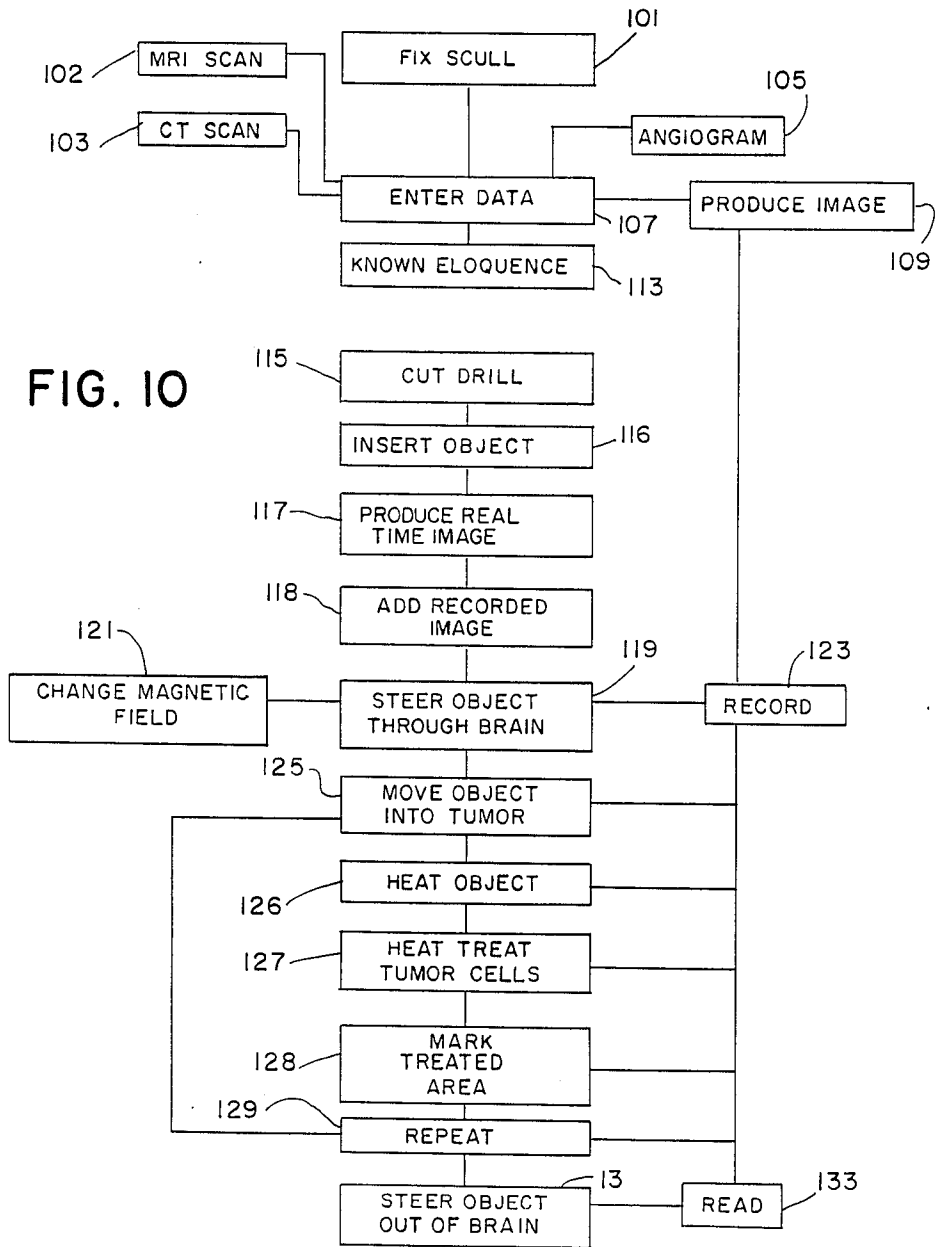 101
102
MRI SCAN
FIX SCULL
105
103
CT SCAN
ANGIOGRAM
ENTER DATA
107
PRODUCE IMAGE
109
KNOWN ELOQUENCE
113
FIG. 10
115
CUT DRILL
INSERT OBJECT
116
117
PRODUCE REAL
TIME IMAGE
118
ADD RECORDED
IMAGE
121
CHANGE MAGNETIC
FIELD
119
STEER OBJECT
THROUGH BRAIN
123
RECORD
125
MOVE OBJECT
INTO TUMOR
126
HEAT OBJECT
127
HEAT TREAT
TUMOR CELLS
128
MARK
TREATED
AREA
129
REPEAT
13
STEER OBJECT
OUT OF BRAIN
READ
133